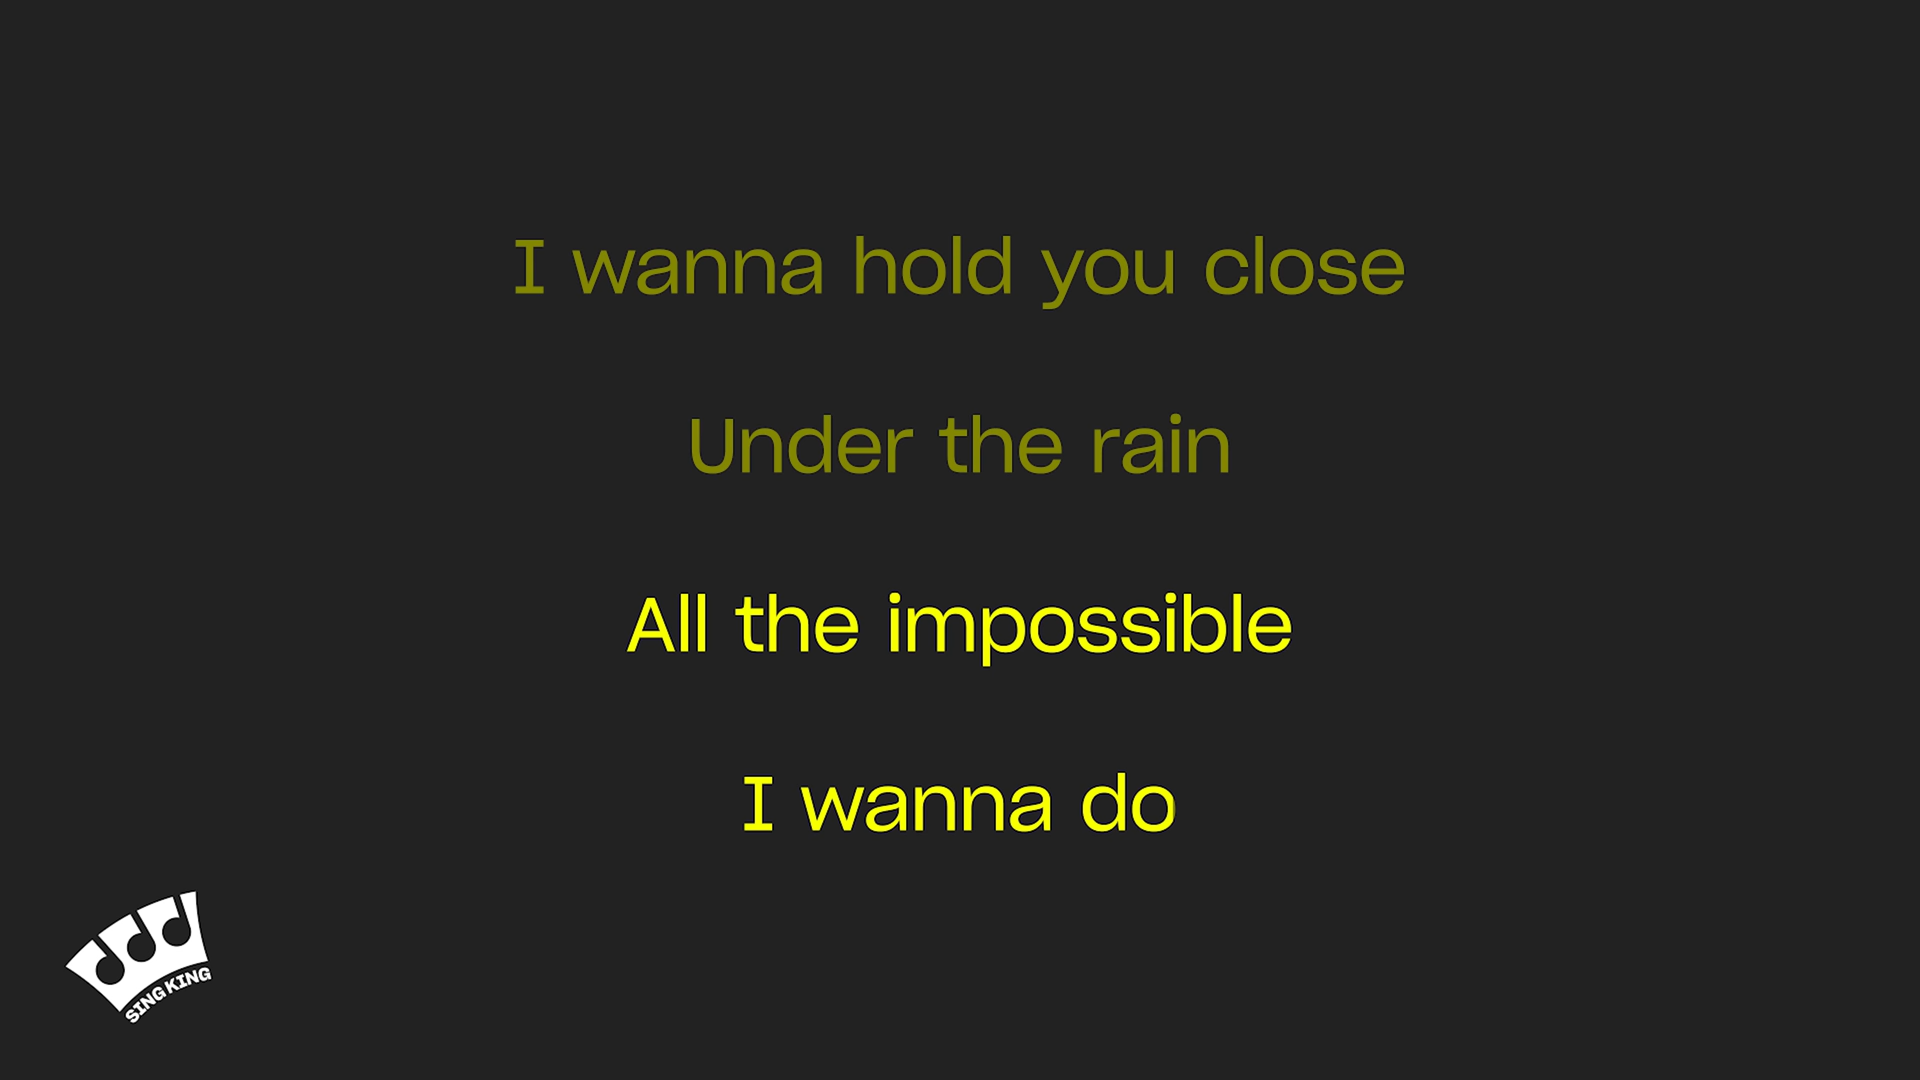 I wanna hold you close
Under the rain
All the impossible
I wanna do
SING KING